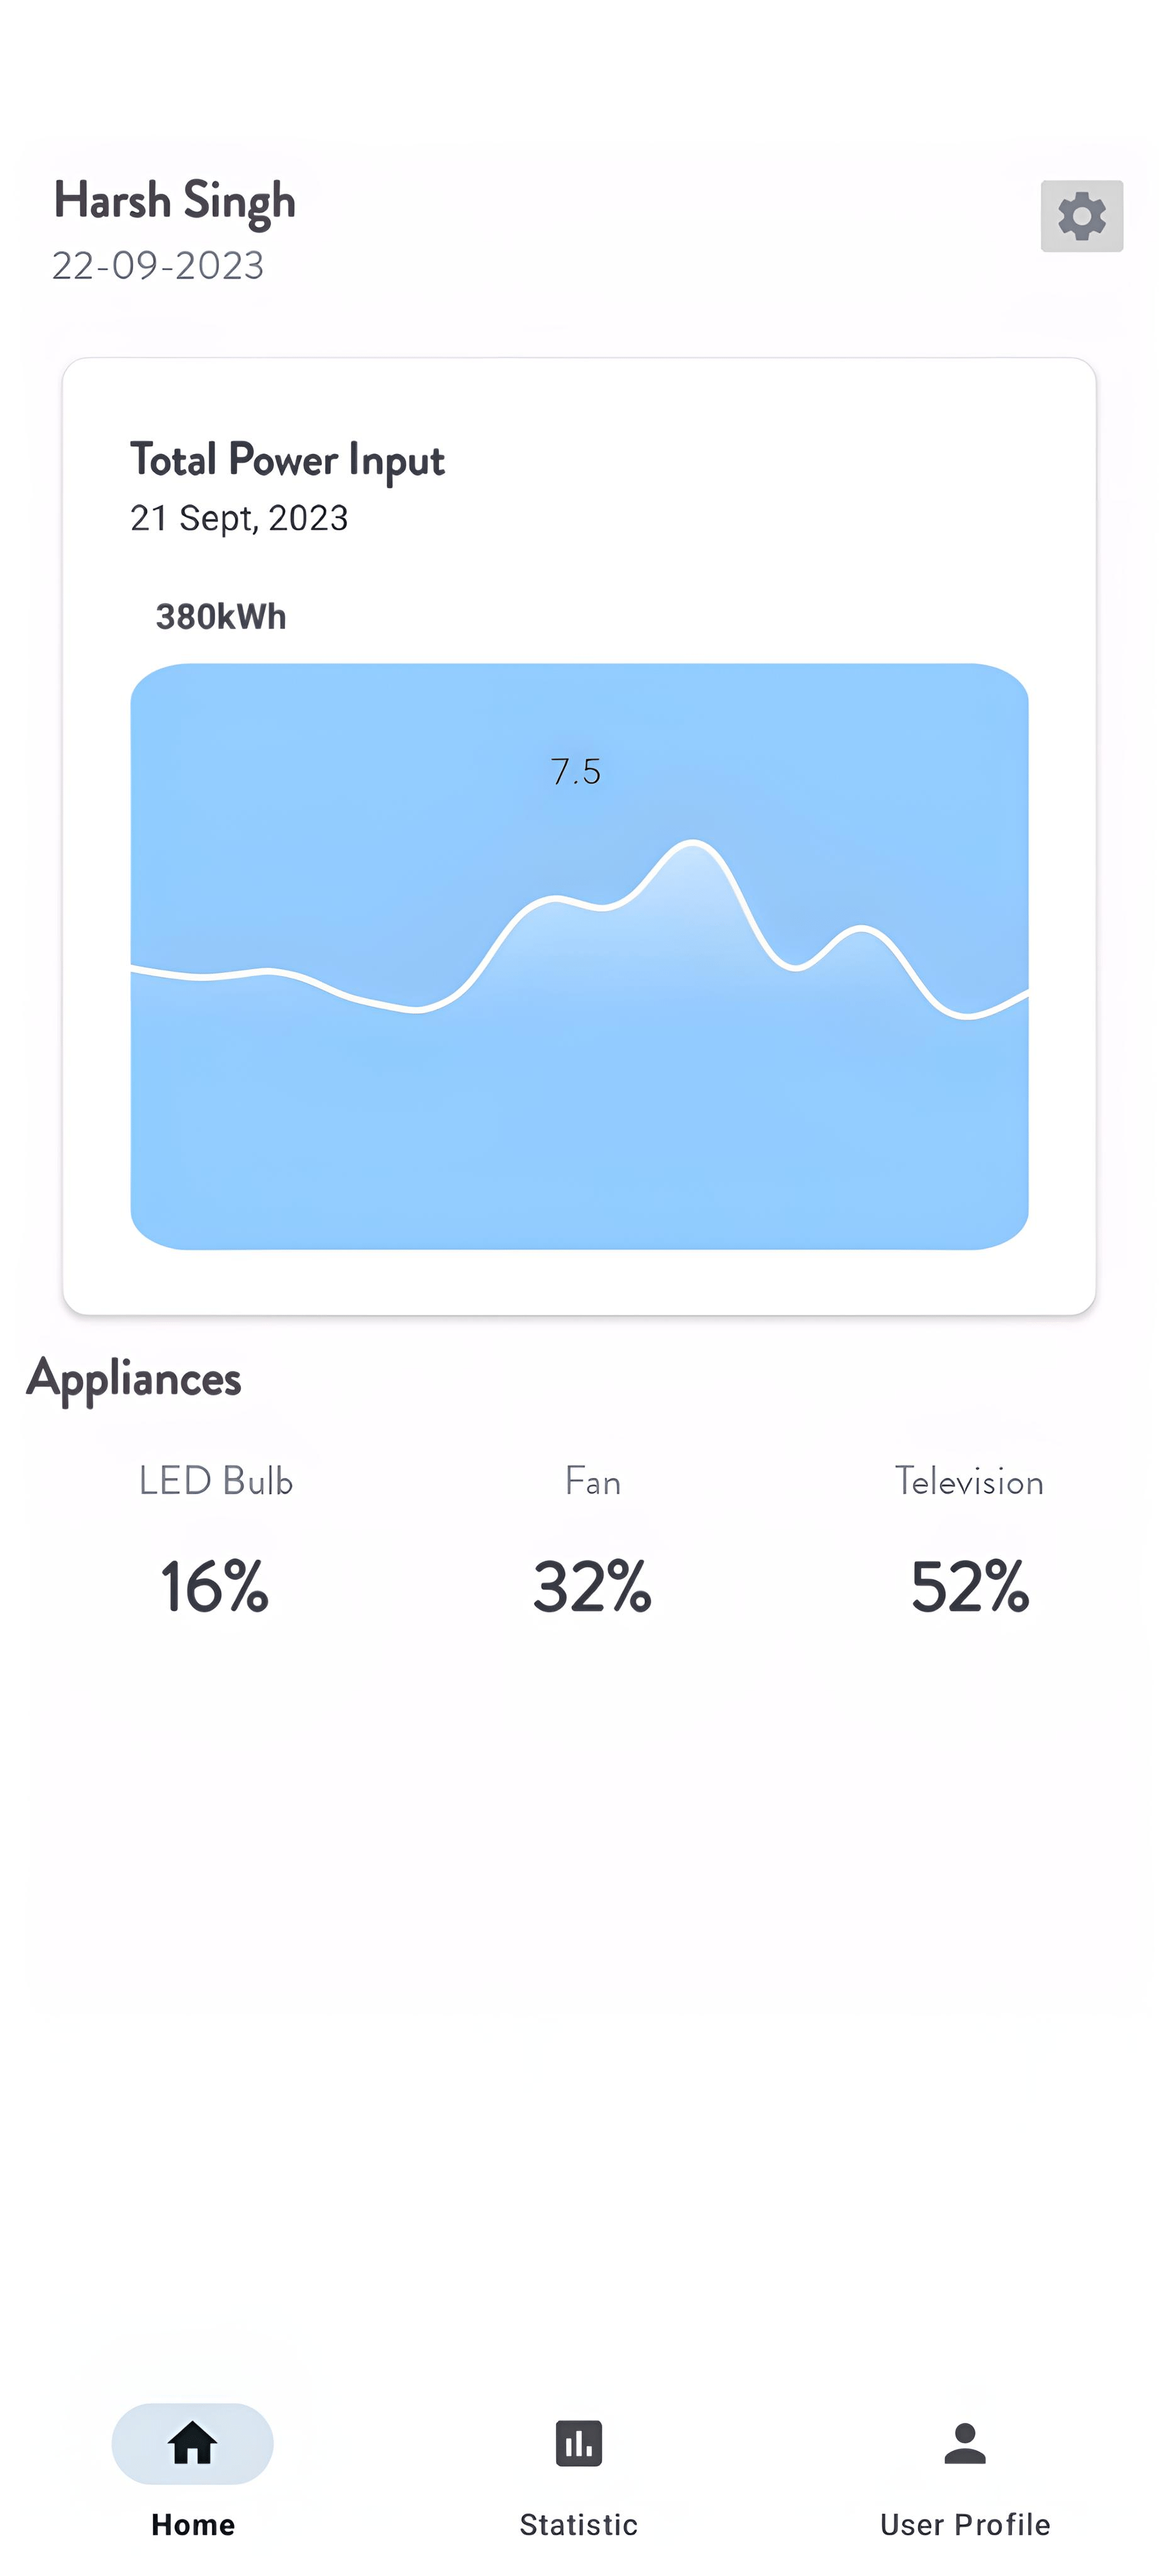 Harsh Singh
22-09-2023
Total Power Input
21 Sept, 2023
380kWh
7.5
Appliances
LED Bulb Fan Television
16% 32% 52%
Home Statistic User Profile